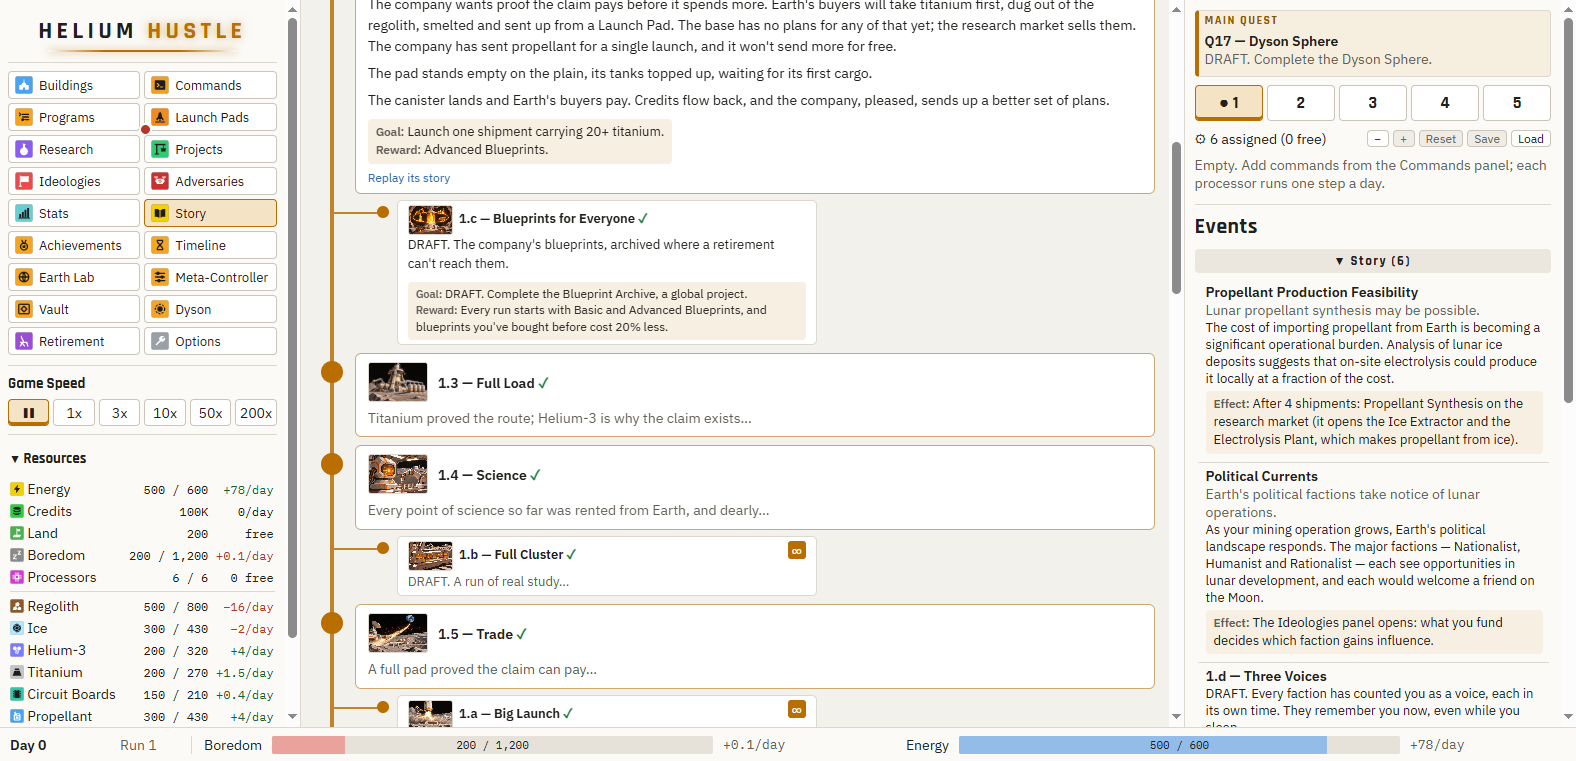 HELIUM HUSTLE
Buildings
Commands
Programs
Launch Pads
Research
Projects
Ideologies
Adversaries
Stats
Story
Achievements
Timeline
Earth Lab
Meta-Controller
Vault
Dyson
Retirement
Options
Game Speed
1x 3x 10x 50x 200x
▼ Resources
Energy 500 / 600 +78/day
Credits 100K 0/day
Land 200 free
Boredom 200 / 1,200 +0.1/day
Processors 6 / 6 0 free
Regolith 500 / 800 −16/day
Ice 300 / 430 −2/day
Helium-3 200 / 320 +4/day
Titanium 200 / 270 +1.5/day
Circuit Boards 150 / 210 +0.4/day
Propellant 300 / 430 +4/day
The company wants proof the claim pays before it spends more. Earth's buyers will take titanium first, dug out of the
regolith, smelted and sent up from a Launch Pad. The base has no plans for any of that yet; the research market sells them.
The company has sent propellant for a single launch, and it won't send more for free.
The pad stands empty on the plain, its tanks topped up, waiting for its first cargo.
The canister lands and Earth's buyers pay. Credits flow back, and the company, pleased, sends up a better set of plans.
Goal: Launch one shipment carrying 20+ titanium.
Reward: Advanced Blueprints.
Replay its story
1.c — Blueprints for Everyone ✓
DRAFT. The company's blueprints, archived where a retirement
can't reach them.
Goal: DRAFT. Complete the Blueprint Archive, a global project.
Reward: Every run starts with Basic and Advanced Blueprints, and
blueprints you've bought before cost 20% less.
1.3 — Full Load ✓
Titanium proved the route; Helium-3 is why the claim exists...
1.4 — Science ✓
Every point of science so far was rented from Earth, and dearly...
1.b — Full Cluster ✓ ∞
DRAFT. A run of real study...
1.5 — Trade ✓
A full pad proved the claim can pay...
1.a — Big Launch ✓ ∞
MAIN QUEST
Q17 — Dyson Sphere
DRAFT. Complete the Dyson Sphere.
● 1 2 3 4 5
⚙ 6 assigned (0 free) − + Reset Save Load
Empty. Add commands from the Commands panel; each
processor runs one step a day.
Events
▼ Story (6)
Propellant Production Feasibility
Lunar propellant synthesis may be possible.
The cost of importing propellant from Earth is becoming a
significant operational burden. Analysis of lunar ice
deposits suggests that on-site electrolysis could produce
it locally at a fraction of the cost.
Effect: After 4 shipments: Propellant Synthesis on the
research market (it opens the Ice Extractor and the
Electrolysis Plant, which makes propellant from ice).
Political Currents
Earth's political factions take notice of lunar
operations.
As your mining operation grows, Earth's political
landscape responds. The major factions — Nationalist,
Humanist and Rationalist — each see opportunities in
lunar development, and each would welcome a friend on
the Moon.
Effect: The Ideologies panel opens: what you fund
decides which faction gains influence.
1.d — Three Voices
DRAFT. Every faction has counted you as a voice, each in
its own time. They remember you now, even while you
Day 0 Run 1 Boredom 200 / 1,200 +0.1/day Energy 500 / 600 +78/day